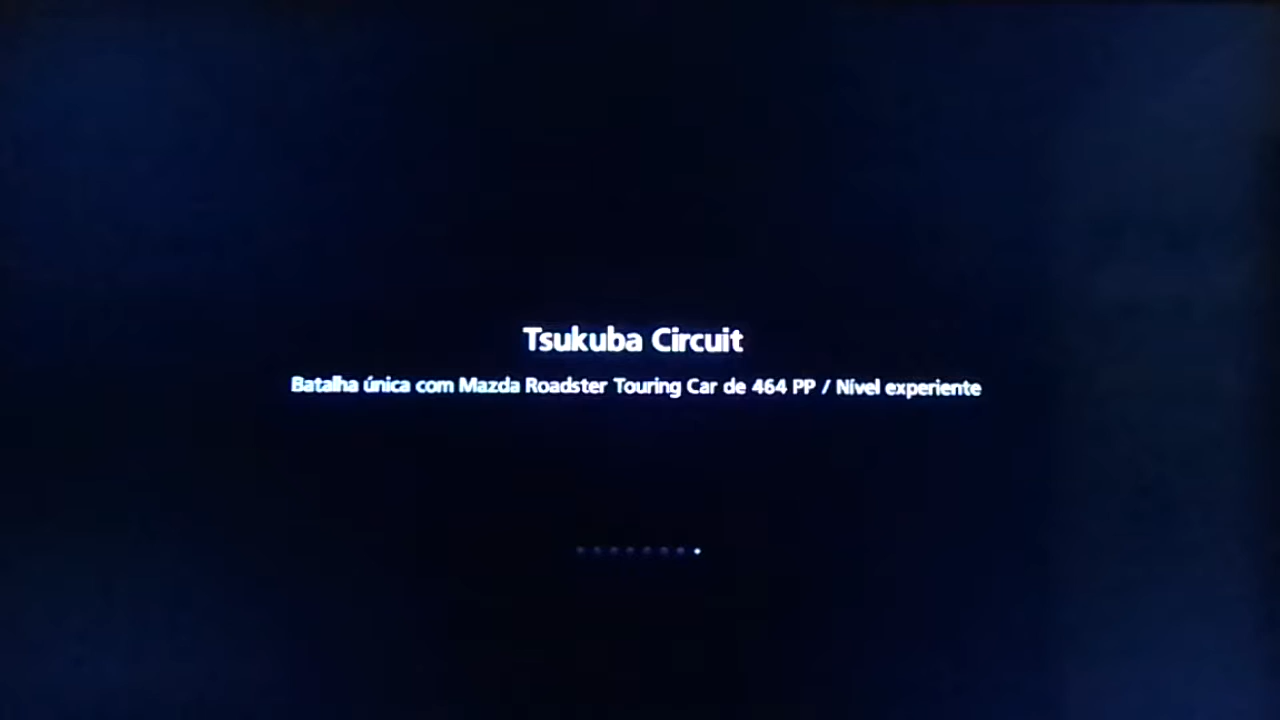 Tsukuba Circuit
Batalha única com Mazda Roadster Touring Car de 464 PP / Nível experiente